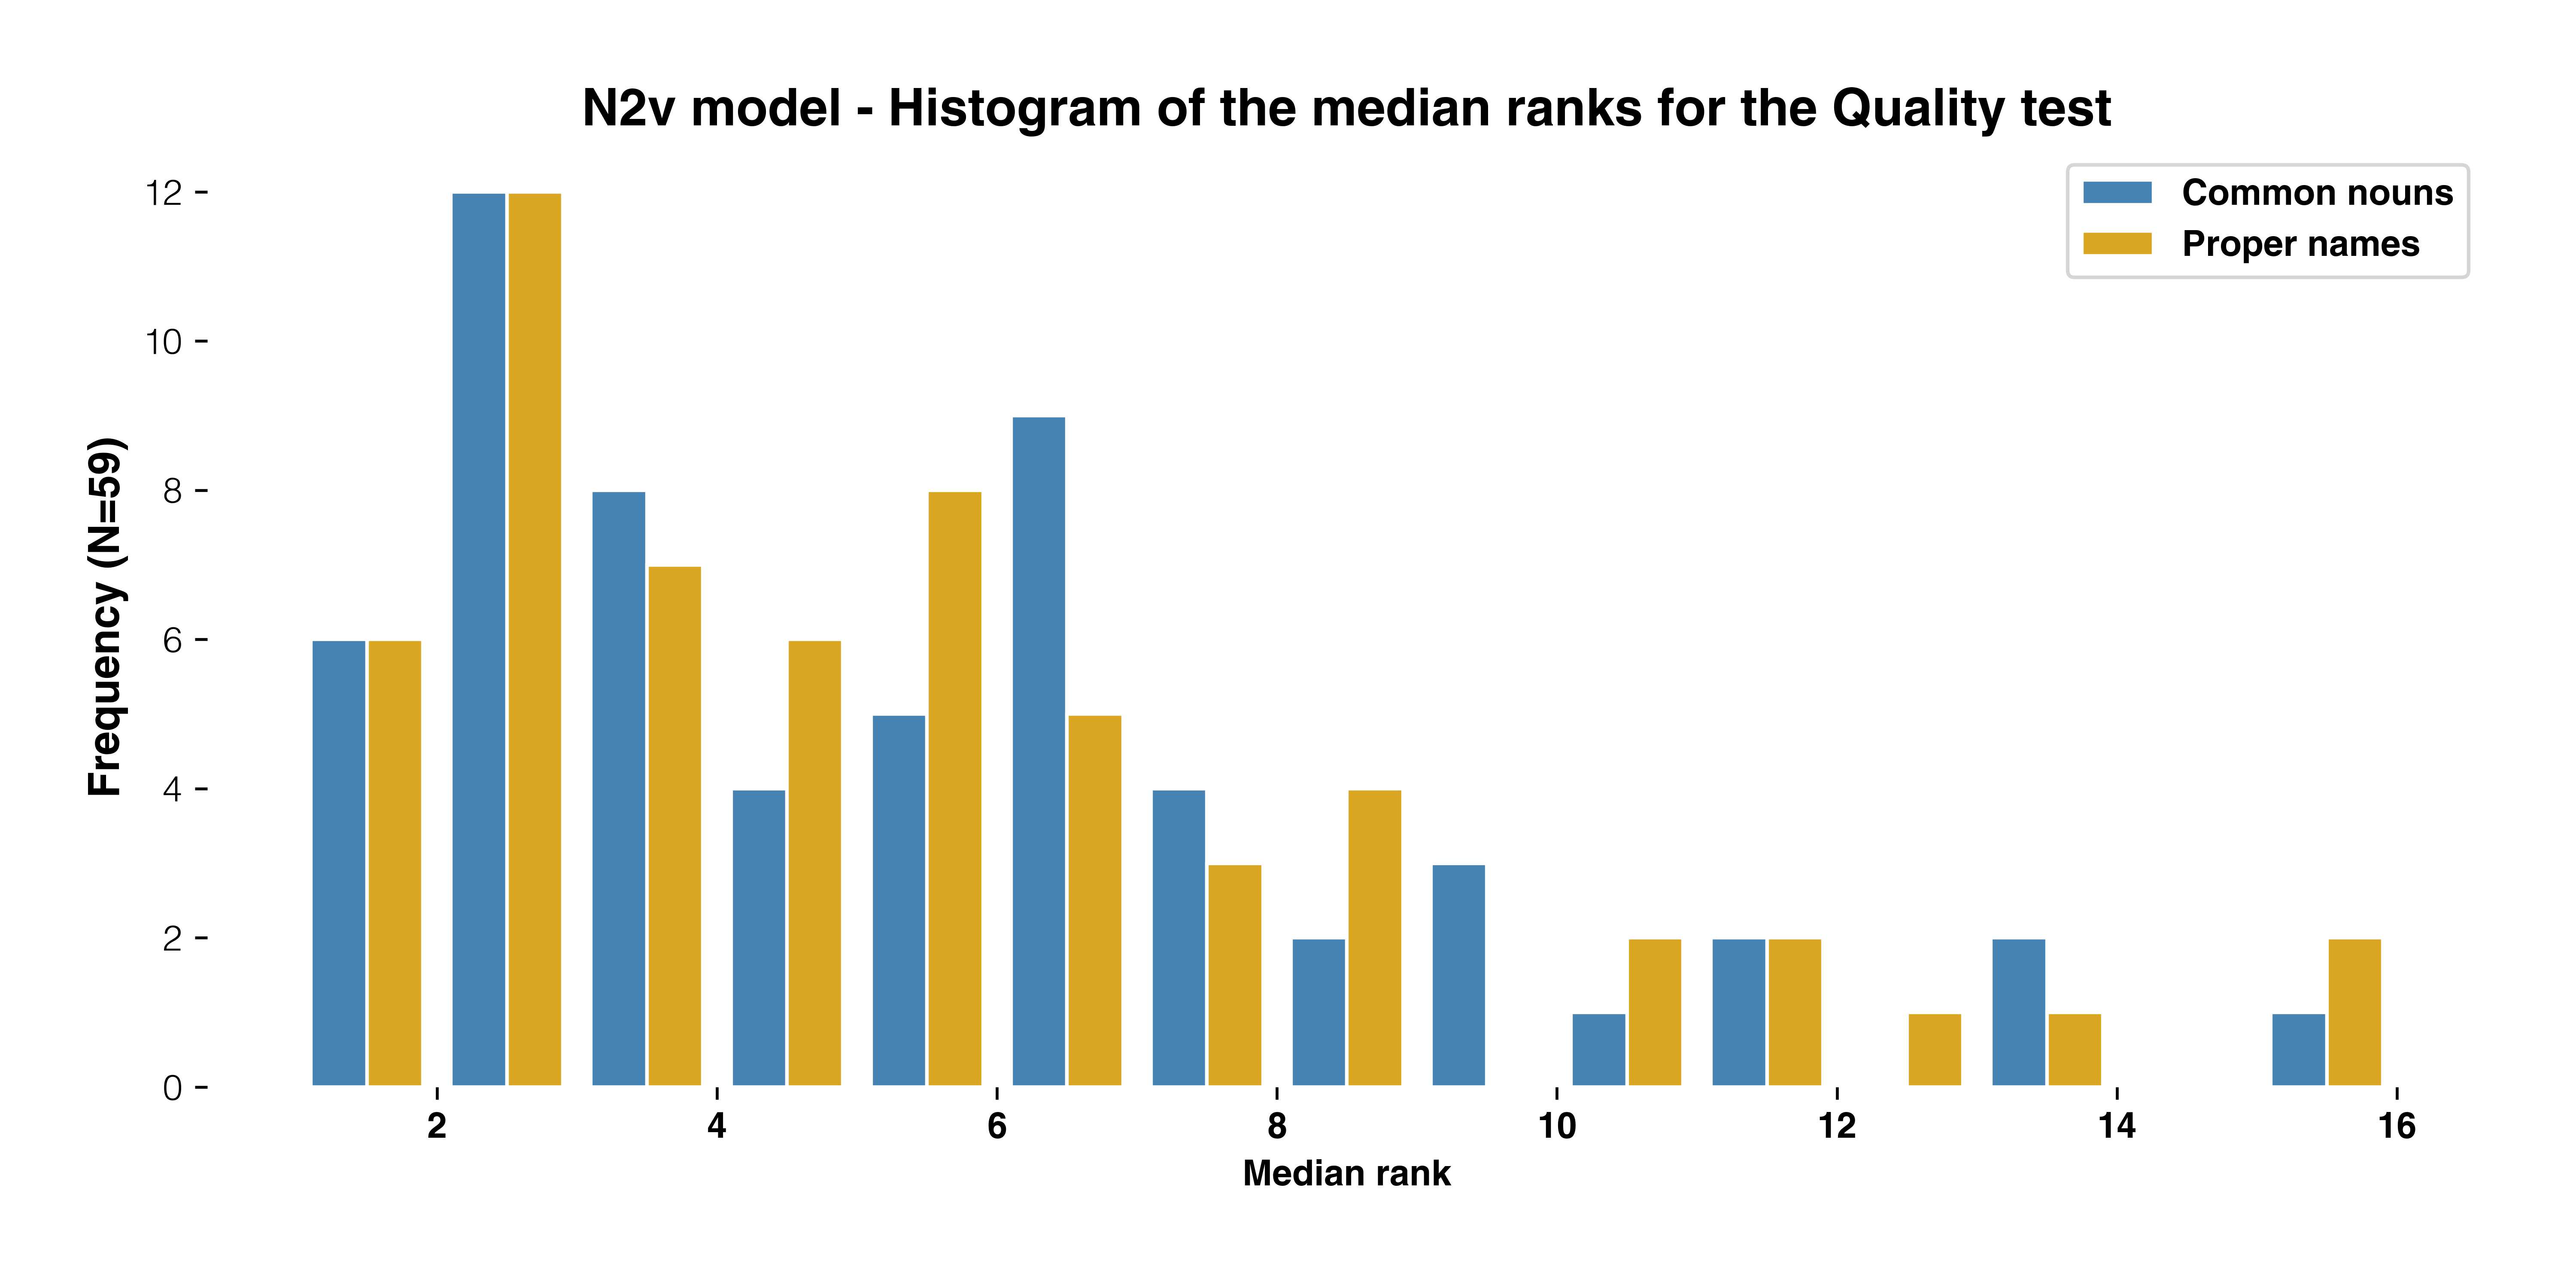 N2v model - Histogram of the median ranks for the Quality test
Common nouns
Proper names
Frequency (N=59)
12
10
8
6
4
2
0
2 4 6 8 10 12 14 16
Median rank